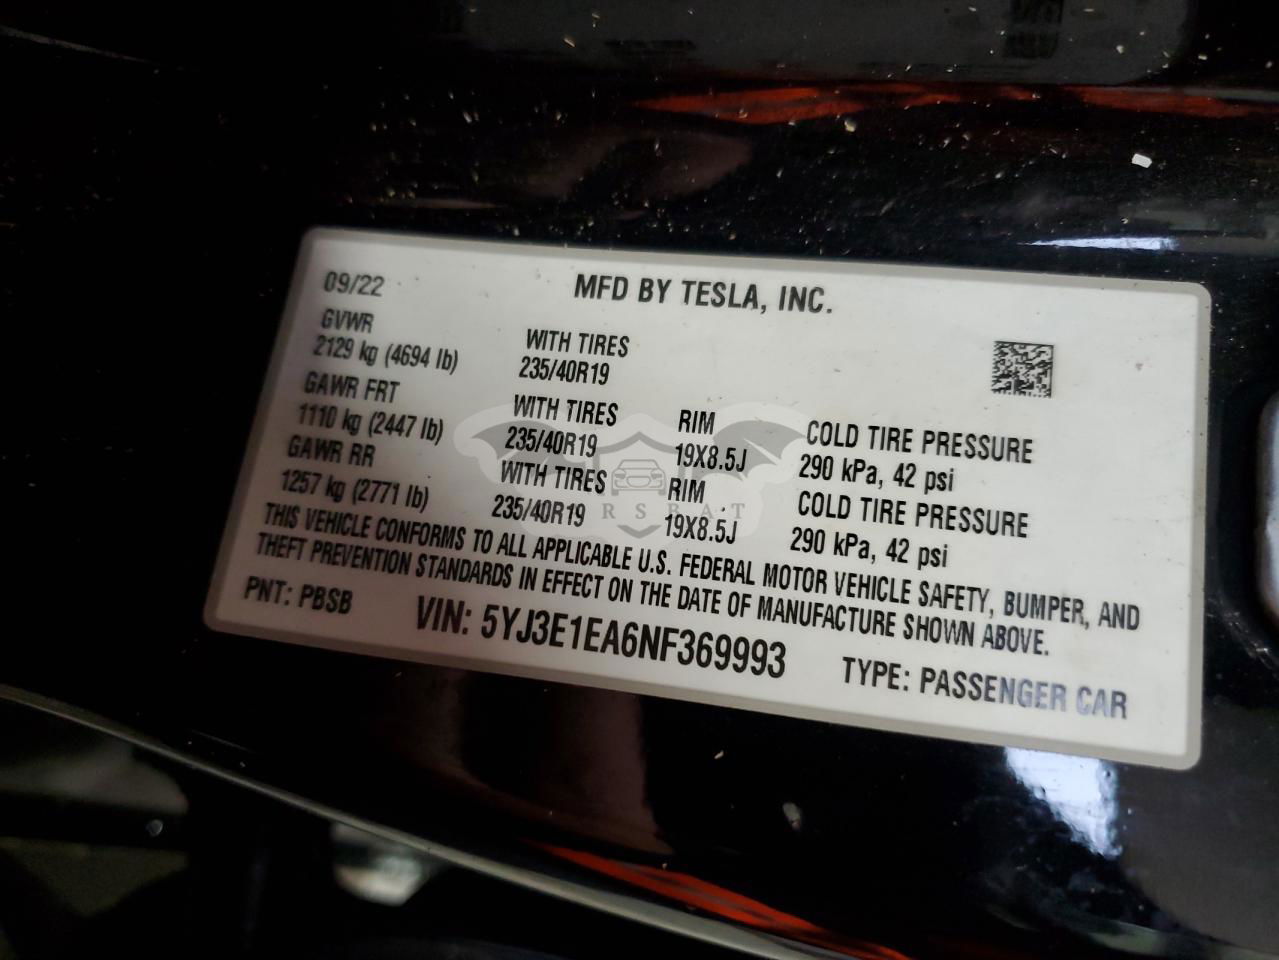 09/22 MFD BY TESLA, INC.
GVWR
2129 kg (4694 lb) WITH TIRES
235/40R19
GAWR FRT
1110 kg (2447 lb) WITH TIRES RIM COLD TIRE PRESSURE
235/40R19 19X8.5J 290 kPa, 42 psi
GAWR RR
1257 kg (2771 lb) WITH TIRES RIM COLD TIRE PRESSURE
235/40R19 19X8.5J 290 kPa, 42 psi
THIS VEHICLE CONFORMS TO ALL APPLICABLE U.S. FEDERAL MOTOR VEHICLE SAFETY, BUMPER, AND
THEFT PREVENTION STANDARDS IN EFFECT ON THE DATE OF MANUFACTURE SHOWN ABOVE.
PNT: PBSB VIN: 5YJ3E1EA6NF369993 TYPE: PASSENGER CAR